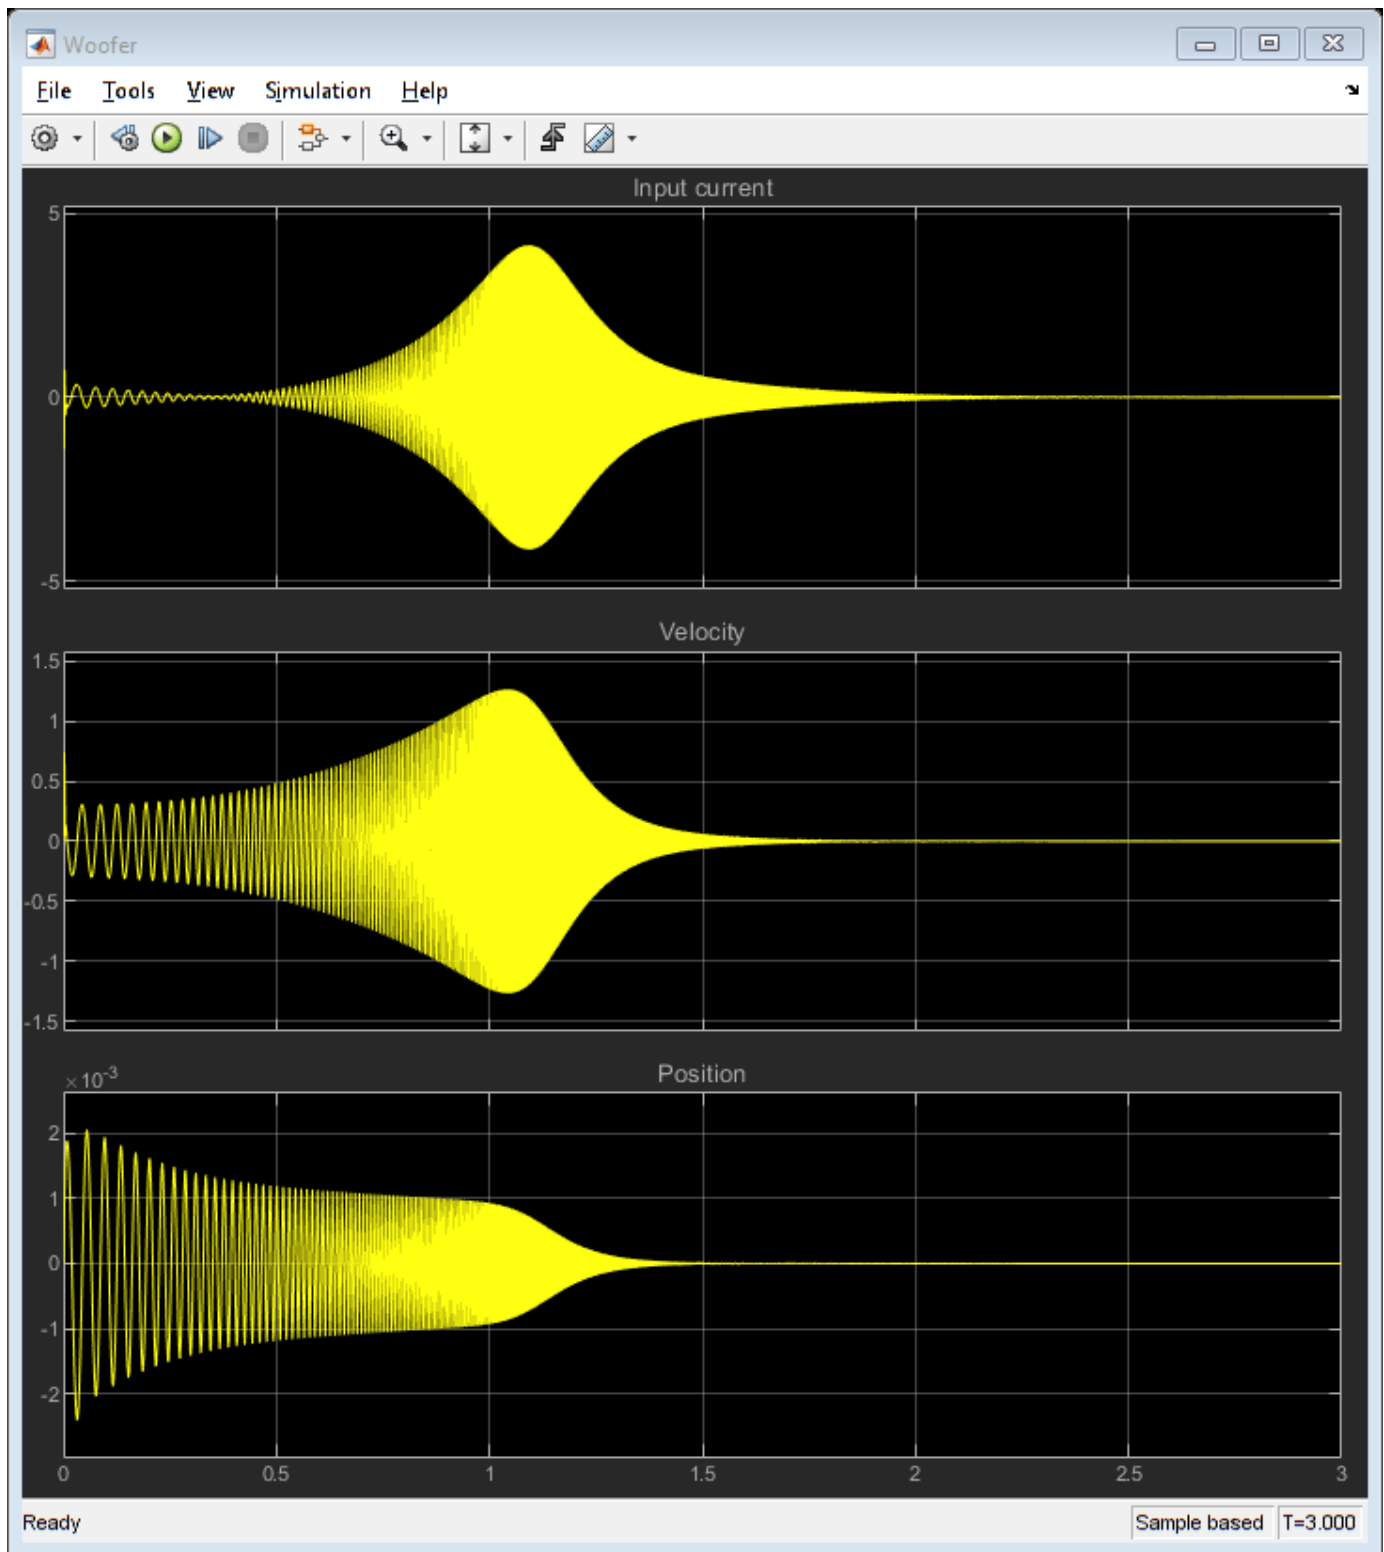 Woofer
File Tools View Simulation Help
Input current
5
0
-5
Velocity
1.5
1
0.5
0
-0.5
-1
-1.5
Position
×10-3
2
1
0
-1
-2
0 0.5 1 1.5 2 2.5 3
Ready Sample based T=3.000